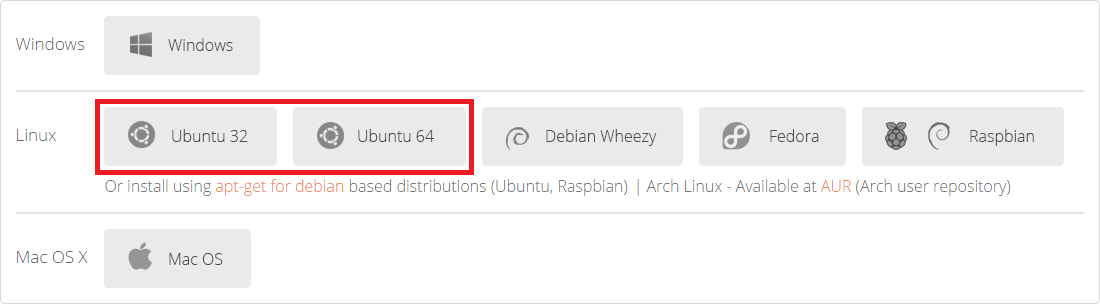 Windows Windows
Linux Ubuntu 32 Ubuntu 64 Debian Wheezy Fedora Raspbian
Or install using apt-get for debian based distributions (Ubuntu, Raspbian) | Arch Linux - Available at AUR (Arch user repository)
Mac OS X Mac OS